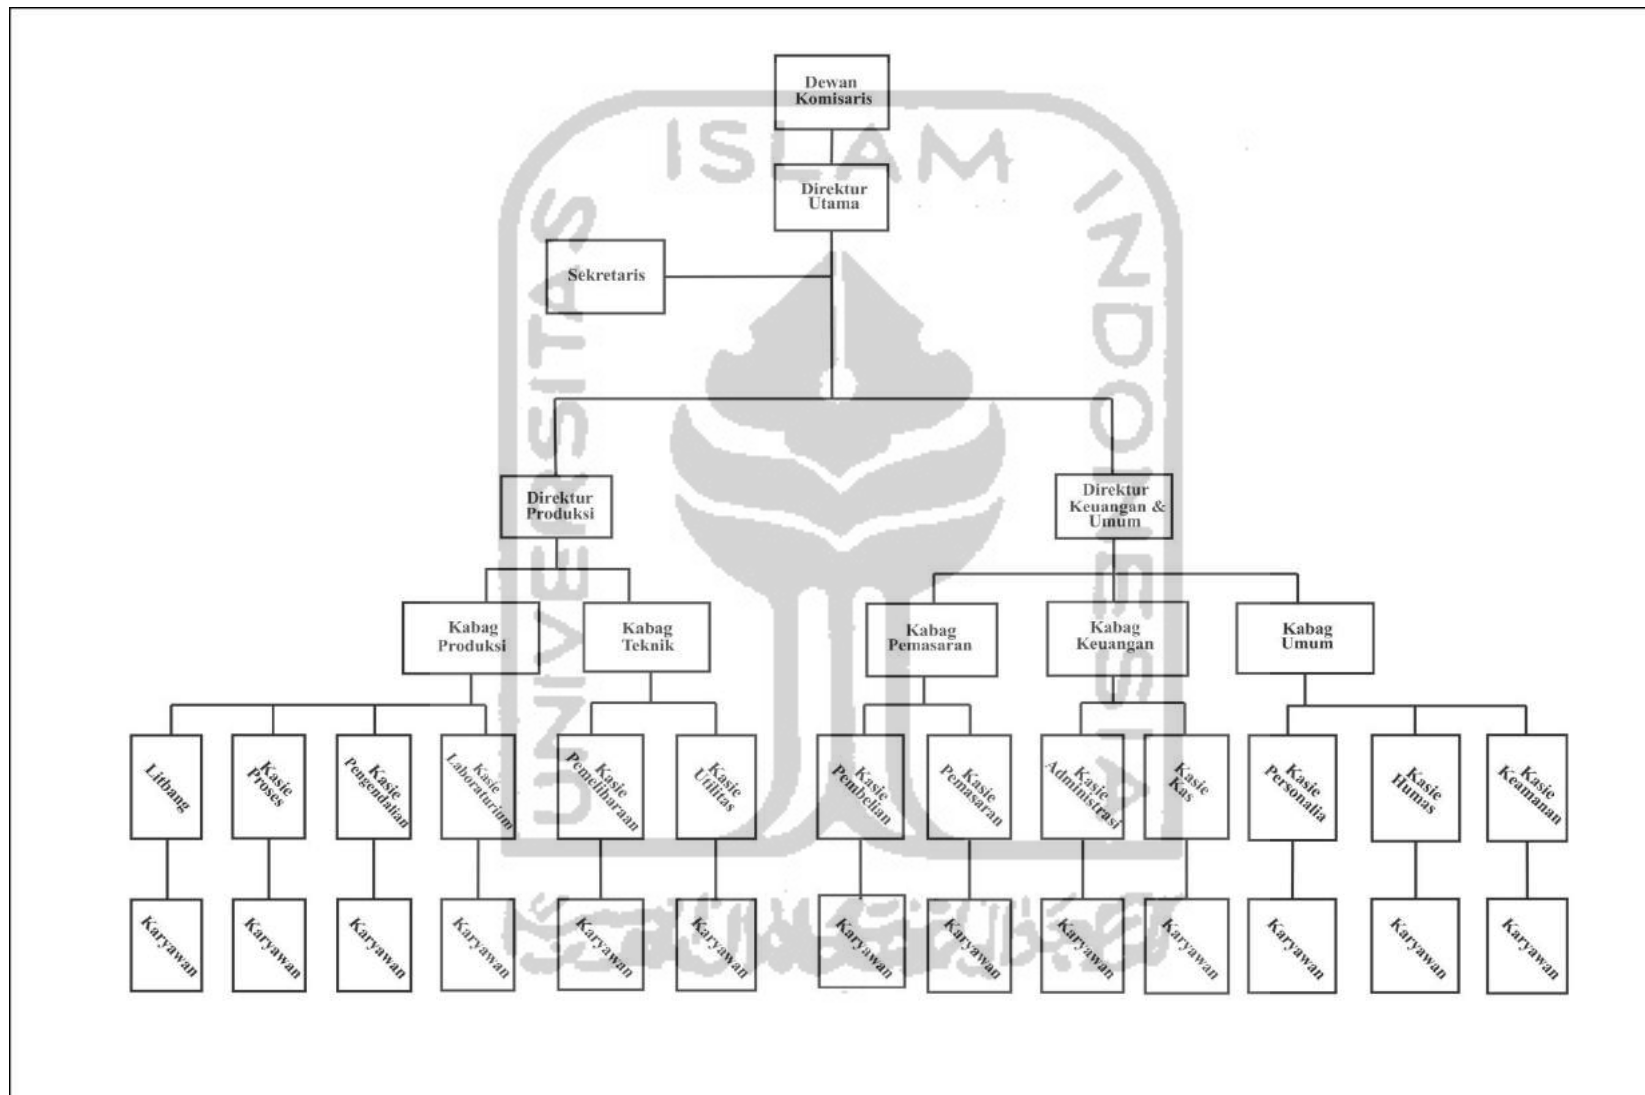 Dewan
Komisaris
ISLAM
Direktur
Utama
UNIVERSITAS
INDONESIA
Sekretaris
Direktur
Produksi
Direktur
Keuangan &
Umum
Kabag
Produksi
Kabag
Teknik
Kabag
Pemasaran
Kabag
Keuangan
Kabag
Umum
Litbang
Kasie
Proses
Kasie
Pengendalian
Kasie
Laboraturium
Kasie
Pemeliharaan
Kasie
Utilitas
Kasie
Pembelian
Kasie
Pemasaran
Kasie
Administrasi
Kasie
Kas
Kasie
Personalia
Kasie
Humas
Kasie
Keamanan
Karyawan
Karyawan
Karyawan
Karyawan
Karyawan
Karyawan
Karyawan
Karyawan
Karyawan
Karyawan
Karyawan
Karyawan
Karyawan